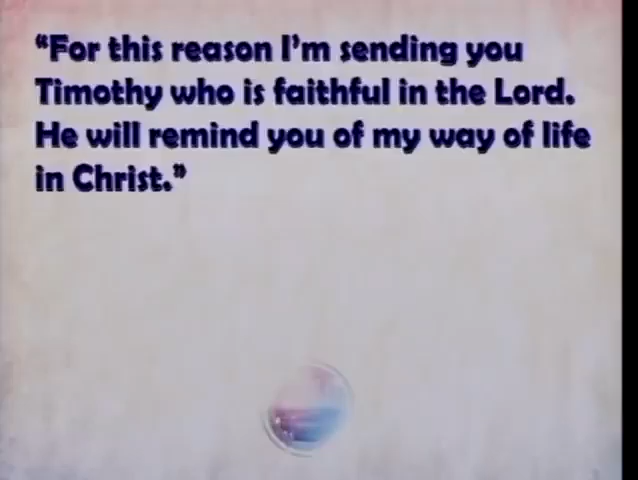 “For this reason I’m sending you
Timothy who is faithful in the Lord.
He will remind you of my way of life
in Christ.”